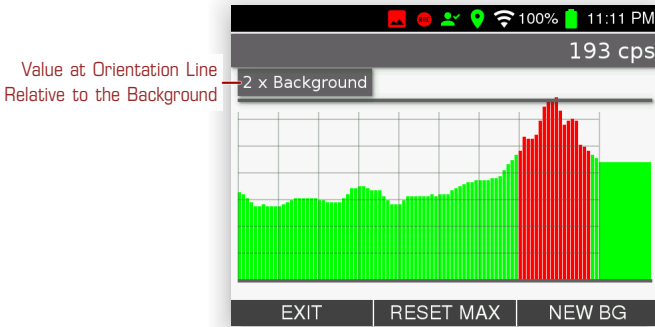 REC 100% 11:11 PM
193 cps
Value at Orientation Line
Relative to the Background
2 x Background
EXIT RESET MAX NEW BG